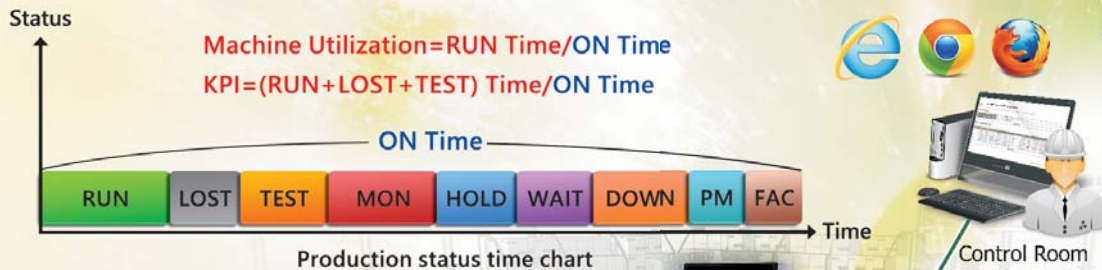 Status
Machine Utilization=RUN Time/ON Time
KPI=(RUN+LOST+TEST) Time/ON Time
ON Time
RUN LOST TEST MON HOLD WAIT DOWN PM FAC
Time
Production status time chart
Control Room